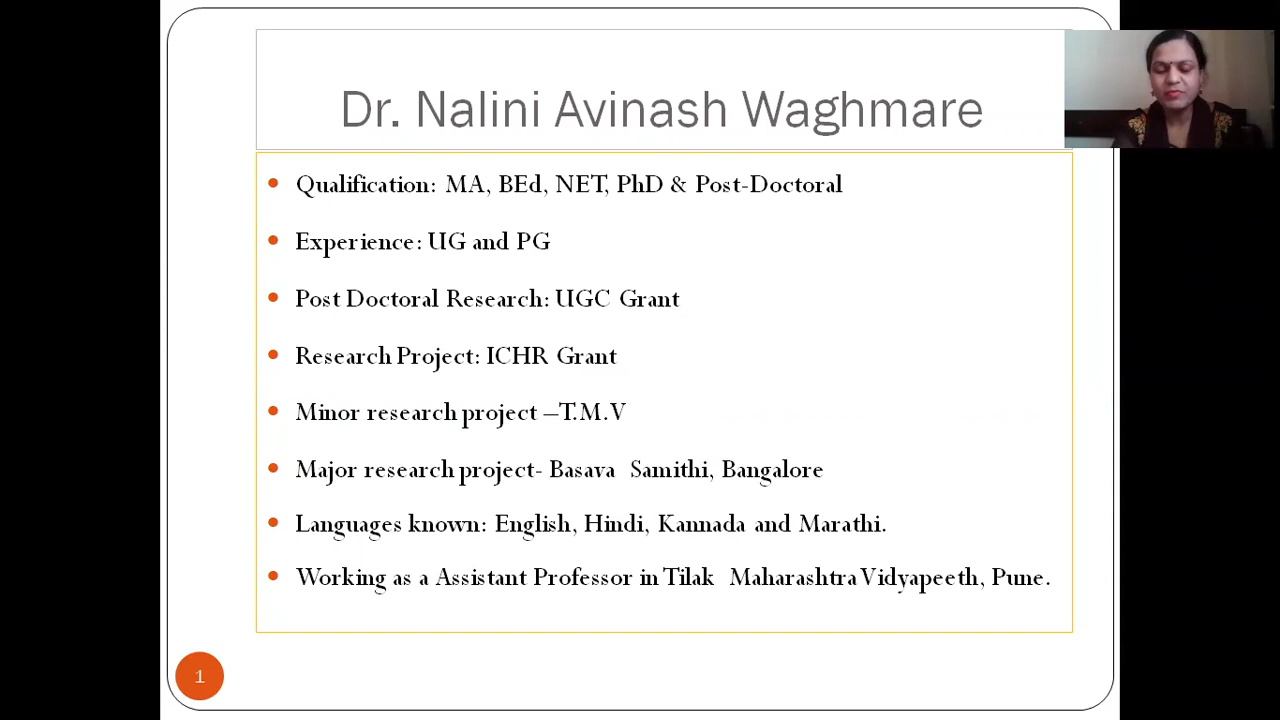 Dr. Nalini Avinash Waghmare
Qualification: MA, BEd, NET, PhD & Post-Doctoral
Experience: UG and PG
Post Doctoral Research: UGC Grant
Research Project: ICHR Grant
Minor research project –T.M.V
Major research project- Basava Samithi, Bangalore
Languages known: English, Hindi, Kannada and Marathi.
Working as a Assistant Professor in Tilak Maharashtra Vidyapeeth, Pune.
1